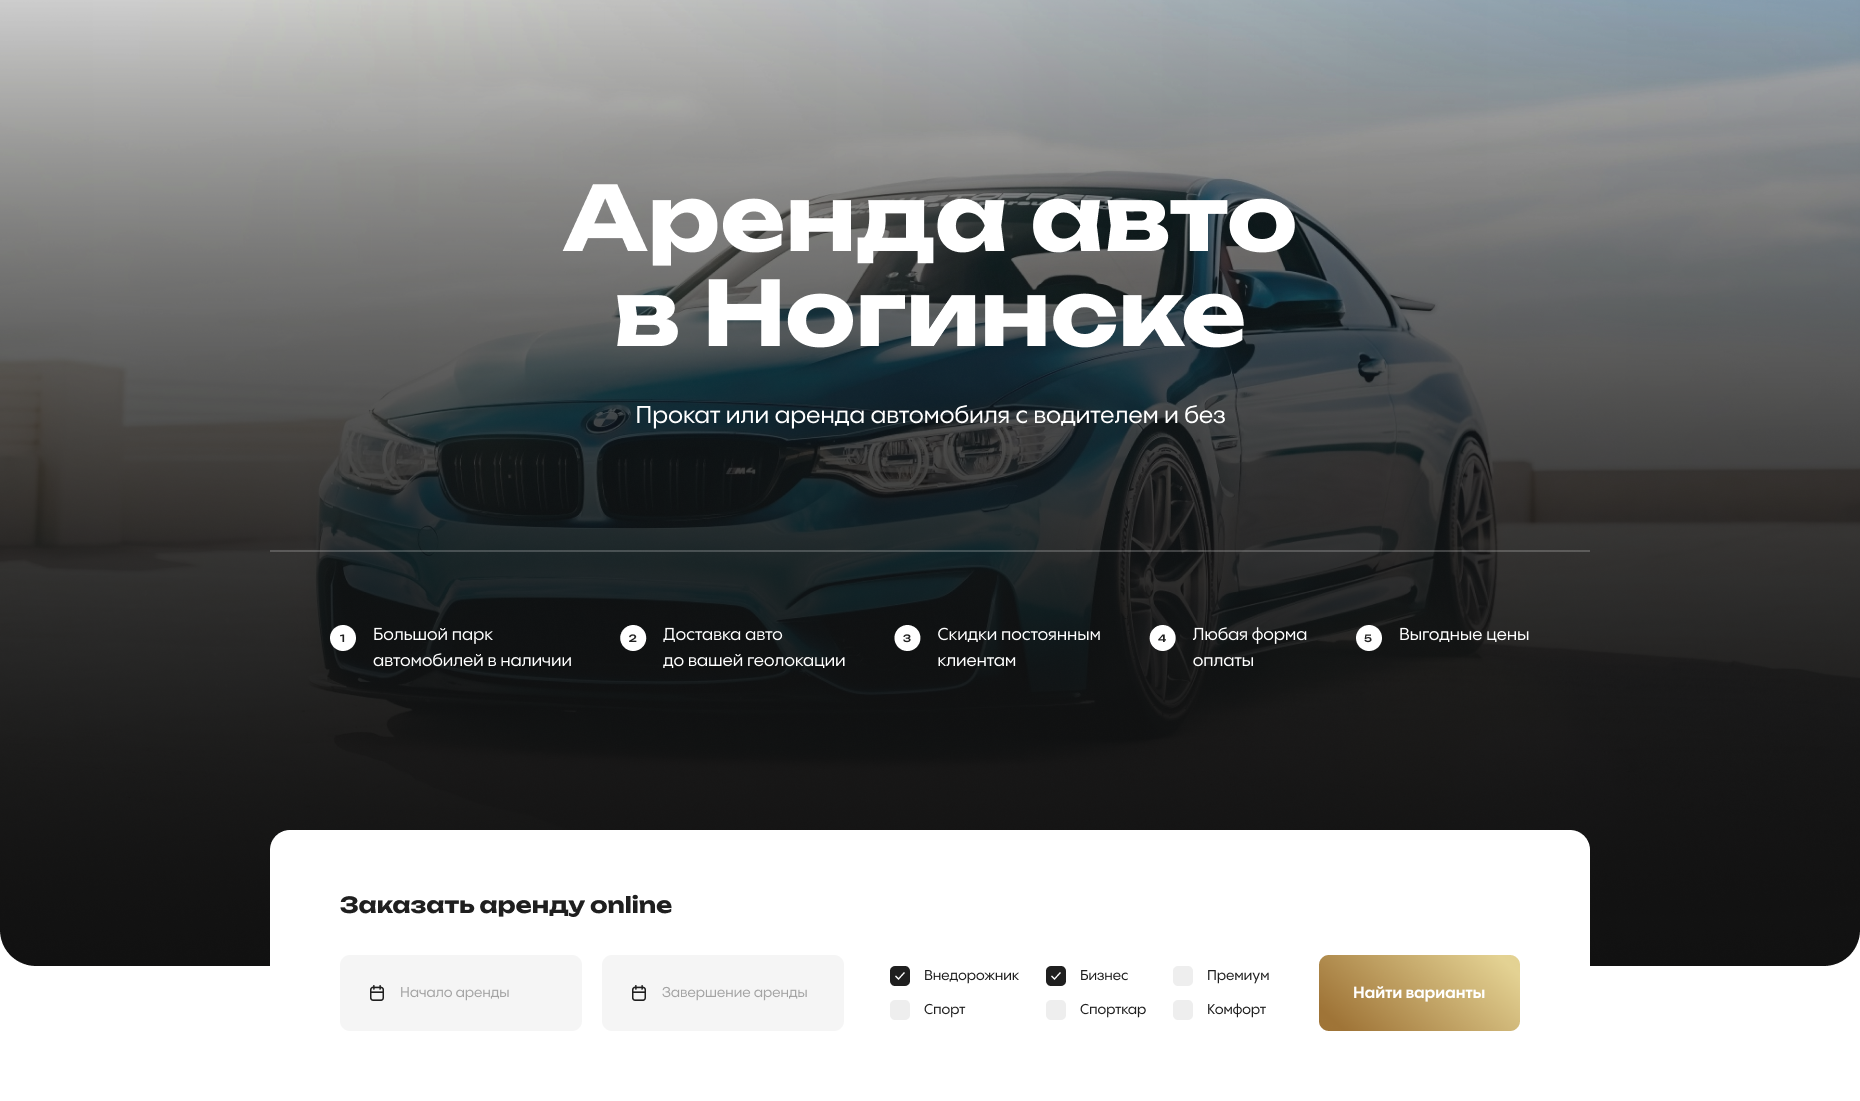 Аренда авто
в Ногинске
Прокат или аренда автомобиля с водителем и без
1 Большой парк
автомобилей в наличии
2 Доставка авто
до вашей геолокации
3 Скидки постоянным
клиентам
4 Любая форма
оплаты
5 Выгодные цены
Заказать аренду online
Начало аренды
Завершение аренды
Внедорожник
Бизнес
Премиум
Спорт
Спорткар
Комфорт
Найти варианты
M4